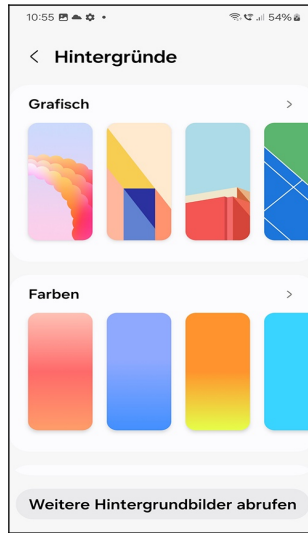 10:55 54%
Hintergründe
Grafisch
Farben
Weitere Hintergrundbilder abrufen